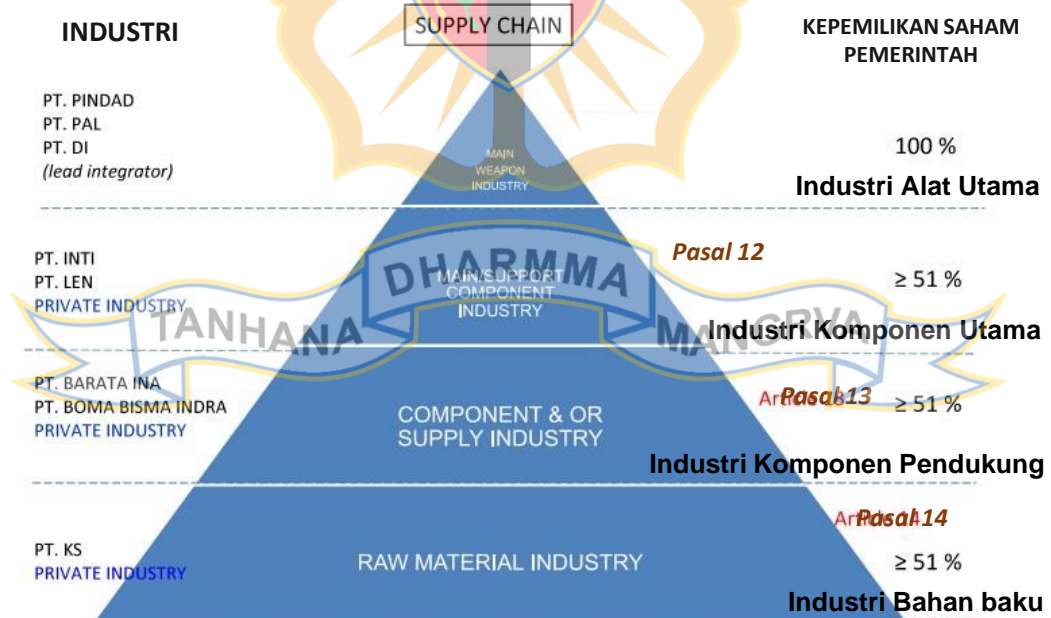 INDUSTRI
SUPPLY CHAIN
KEPEMILIKAN SAHAM
PEMERINTAH
PT. PINDAD
PT. PAL
PT. DI
(lead integrator)
MAIN
WEAPON
INDUSTRY
100 %
Industri Alat Utama
PT. INTI
PT. LEN
PRIVATE INDUSTRY
MAIN/SUPPORT
COMPONENT
INDUSTRY
Pasal 12
≥ 51 %
Industri Komponen Utama
TANHANA DHARMMA MANGRVA
PT. BARATA INA
PT. BOMA BISMA INDRA
PRIVATE INDUSTRY
COMPONENT & OR
SUPPLY INDUSTRY
Pasal 13
≥ 51 %
Industri Komponen Pendukung
PT. KS
PRIVATE INDUSTRY
RAW MATERIAL INDUSTRY
Pasal 14
≥ 51 %
Industri Bahan baku